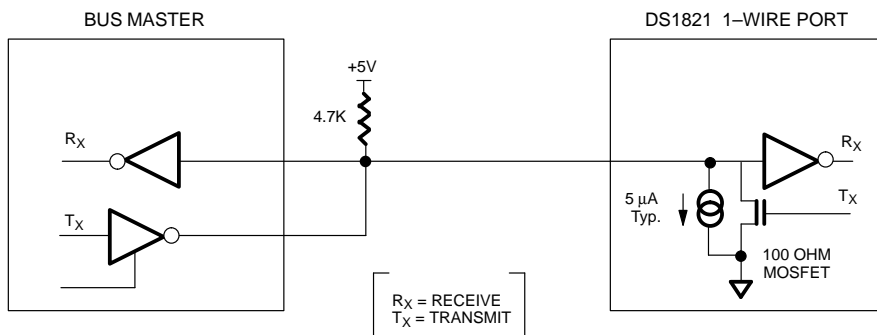 BUS MASTER
DS1821 1–WIRE PORT
+5V
4.7K
RX
RX
TX
TX
5 µA
Typ.
100 OHM
MOSFET
RX = RECEIVE
TX = TRANSMIT